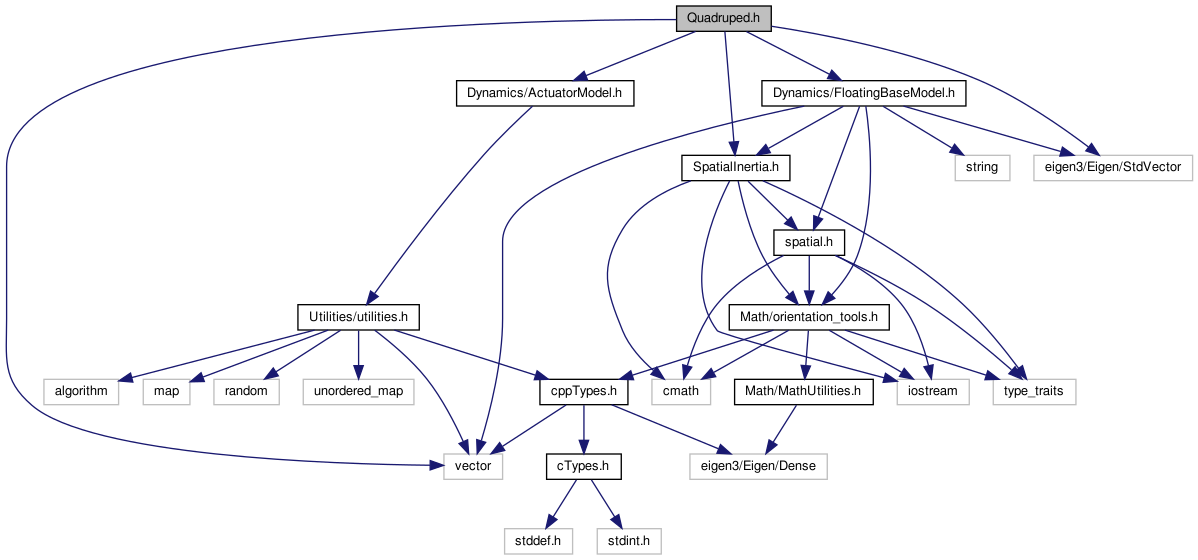 Quadruped.h
Dynamics/ActuatorModel.h
Dynamics/FloatingBaseModel.h
SpatialInertia.h
string
eigen3/Eigen/StdVector
spatial.h
Utilities/utilities.h
Math/orientation_tools.h
algorithm
map
random
unordered_map
cppTypes.h
cmath
Math/MathUtilities.h
iostream
type_traits
vector
cTypes.h
eigen3/Eigen/Dense
stddef.h
stdint.h